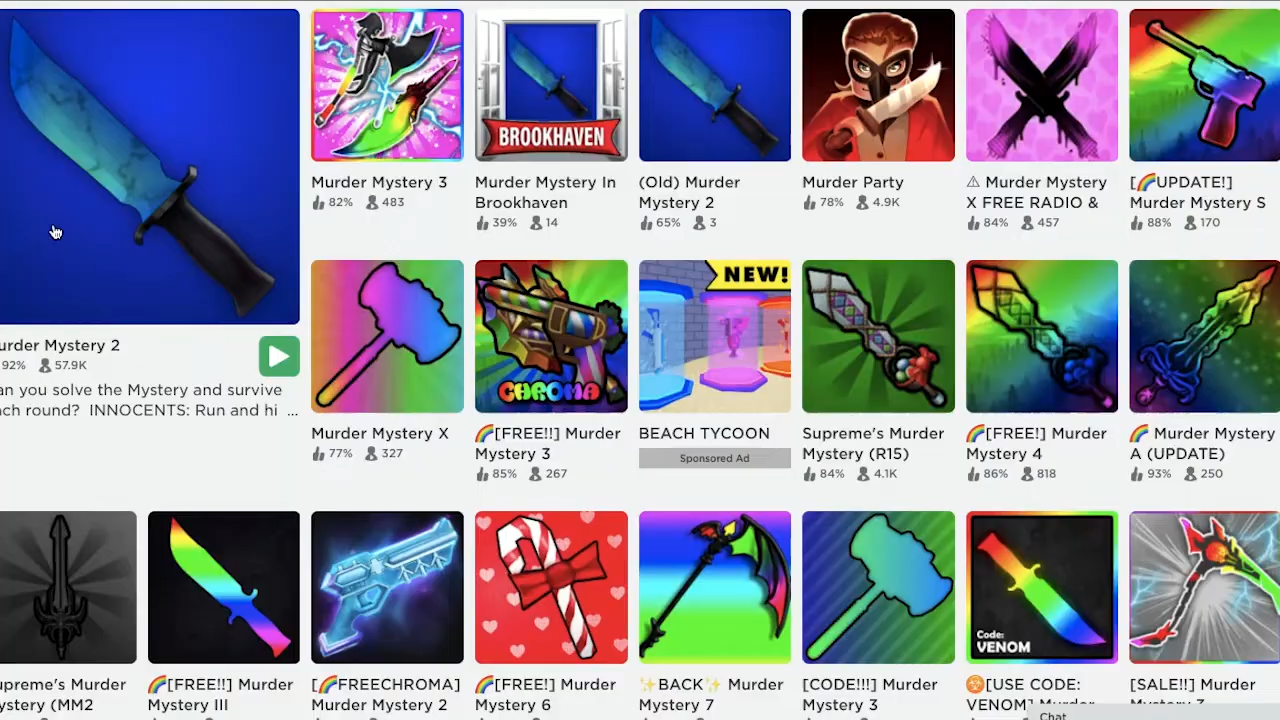 urder Mystery 2
92% 57.9K
an you solve the Mystery and survive
ach round? INNOCENTS: Run and hi ...
Murder Mystery 3
82% 483
BROOKHAVEN
Murder Mystery In
Brookhaven
39% 14
(Old) Murder
Mystery 2
65% 3
Murder Party
78% 4.9K
⚠ Murder Mystery
X FREE RADIO &
84% 457
[🌈UPDATE!]
Murder Mystery S
88% 170
Murder Mystery X
77% 327
CHROMA
🌈[FREE!!] Murder
Mystery 3
85% 267
NEW!
BEACH TYCOON
Sponsored Ad
Supreme's Murder
Mystery (R15)
84% 4.1K
🌈[FREE!] Murder
Mystery 4
86% 818
🌈 Murder Mystery
A (UPDATE)
93% 250
upreme's Murder
ystery (MM2
🌈[FREE!!] Murder
Mystery III
[🌈FREECHROMA]
Murder Mystery 2
🌈[FREE!] Murder
Mystery 6
✨BACK✨ Murder
Mystery 7
[CODE!!!] Murder
Mystery 3
Code:
VENOM
☣[USE CODE:
VENOM] Murder
[SALE!!] Murder
Mystery 3
Chat